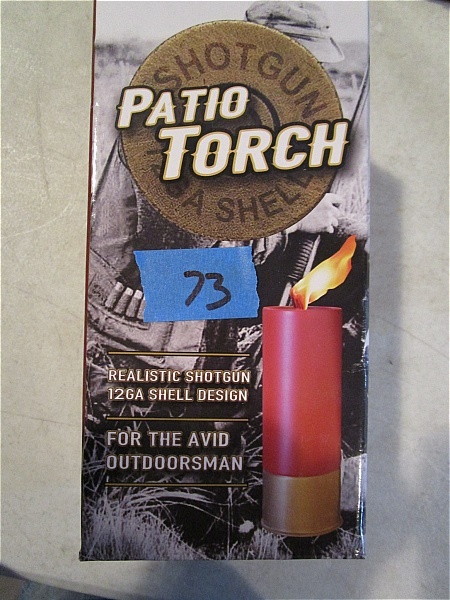 SHOTGUN
PATIO
TORCH
12GA SHELL
73
REALISTIC SHOTGUN
12GA SHELL DESIGN
FOR THE AVID
OUTDOORSMAN